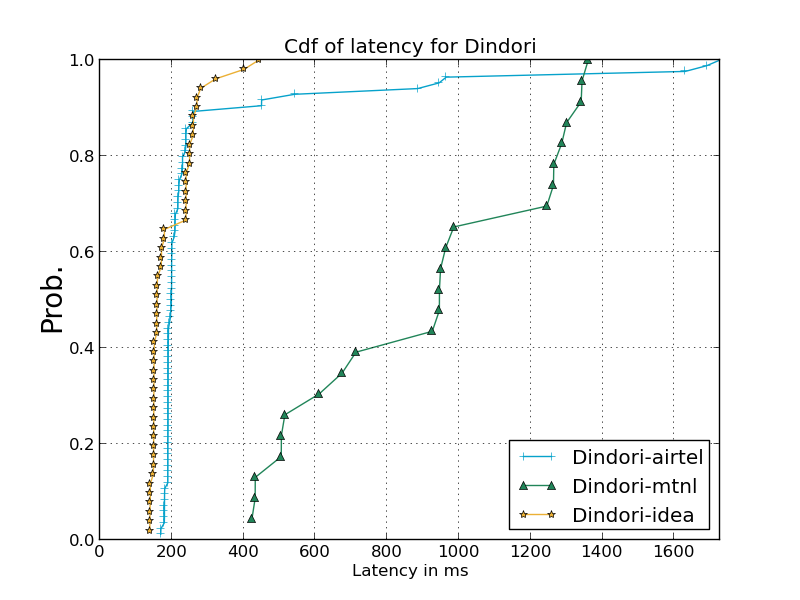 Cdf of latency for Dindori
1.0
0.8
0.6
0.4
0.2
0.0
Prob.
0 200 400 600 800 1000 1200 1400 1600
Latency in ms
Dindori-airtel
Dindori-mtnl
Dindori-idea